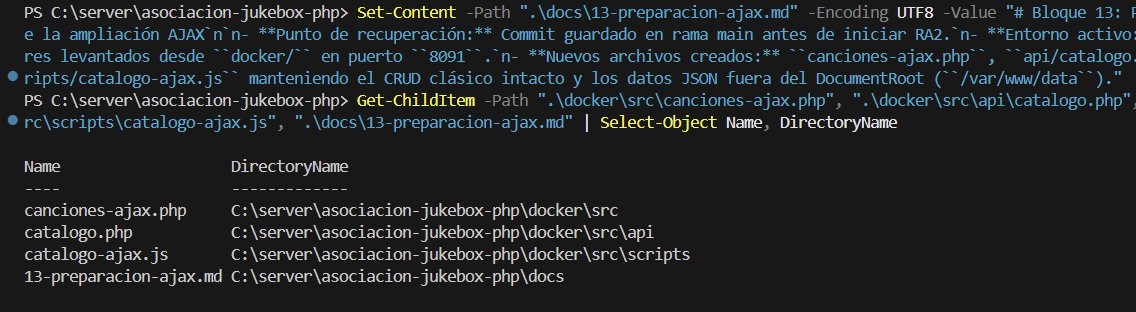 PS C:\server\asociacion-jukebox-php> Set-Content -Path ".\docs\13-preparacion-ajax.md" -Encoding UTF8 -Value "# Bloque 13:
e la ampliación AJAX`n`n- **Punto de recuperación:** Commit guardado en rama main antes de iniciar RA2.`n- **Entorno activo:
res levantados desde ``docker/`` en puerto ``8091``.`n- **Nuevos archivos creados:** ``canciones-ajax.php``, ``api/catalogo.
ripts/catalogo-ajax.js`` manteniendo el CRUD clásico intacto y los datos JSON fuera del DocumentRoot (``/var/www/data``)."
PS C:\server\asociacion-jukebox-php> Get-ChildItem -Path ".\docker\src\canciones-ajax.php", ".\docker\src\api\catalogo.php",
rc\scripts\catalogo-ajax.js", ".\docs\13-preparacion-ajax.md" | Select-Object Name, DirectoryName
Name DirectoryName
---- -------------
canciones-ajax.php C:\server\asociacion-jukebox-php\docker\src
catalogo.php C:\server\asociacion-jukebox-php\docker\src\api
catalogo-ajax.js C:\server\asociacion-jukebox-php\docker\src\scripts
13-preparacion-ajax.md C:\server\asociacion-jukebox-php\docs